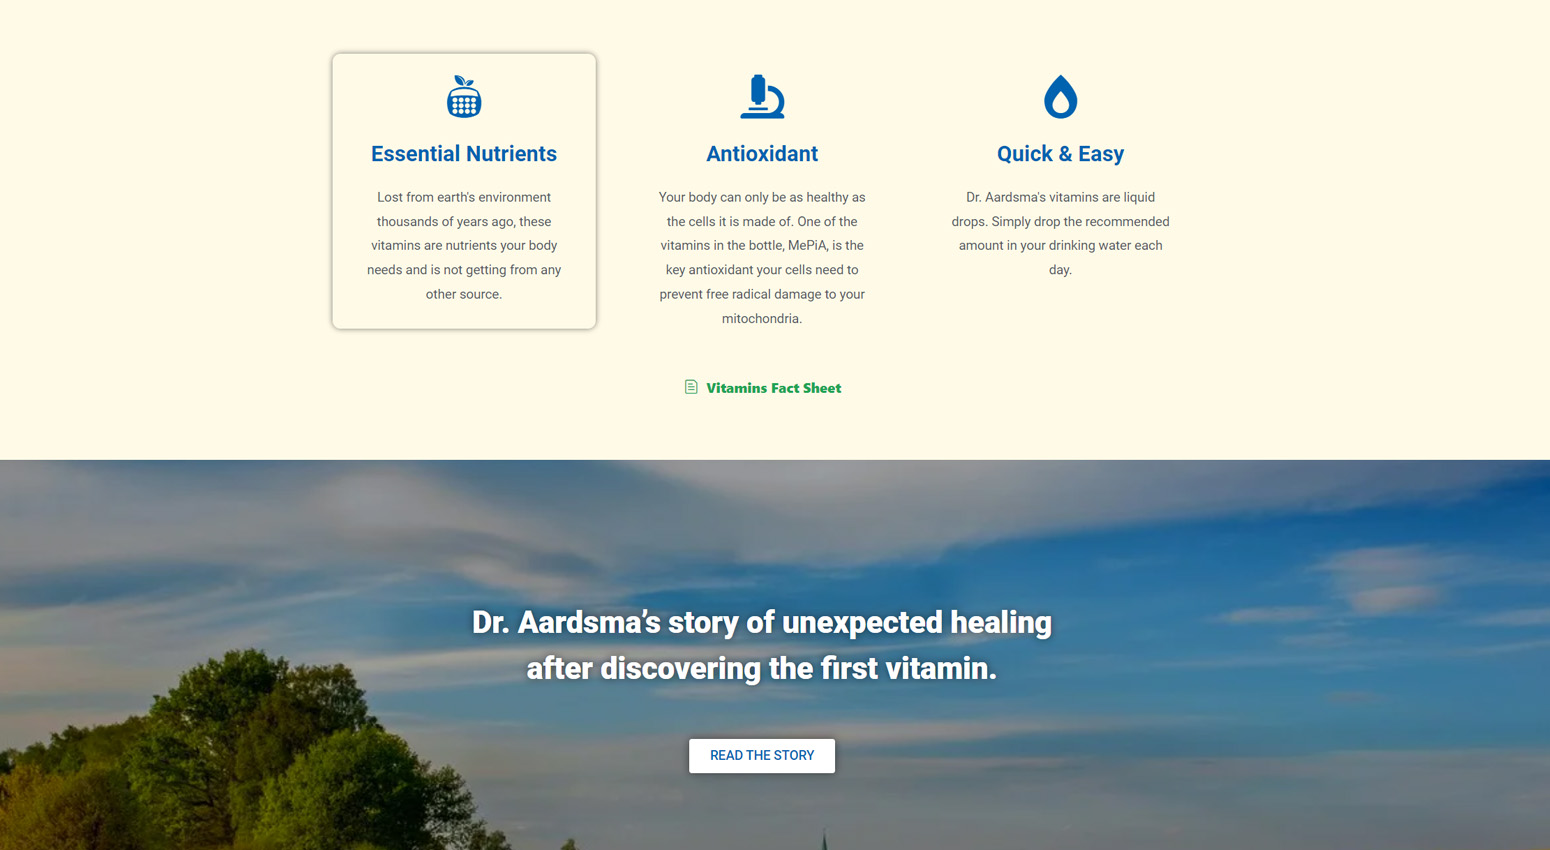 Essential Nutrients
Lost from earth's environment
thousands of years ago, these
vitamins are nutrients your body
needs and is not getting from any
other source.
Antioxidant
Your body can only be as healthy as
the cells it is made of. One of the
vitamins in the bottle, MePiA, is the
key antioxidant your cells need to
prevent free radical damage to your
mitochondria.
Quick & Easy
Dr. Aardsma's vitamins are liquid
drops. Simply drop the recommended
amount in your drinking water each
day.
Vitamins Fact Sheet
Dr. Aardsma’s story of unexpected healing
after discovering the first vitamin.
READ THE STORY